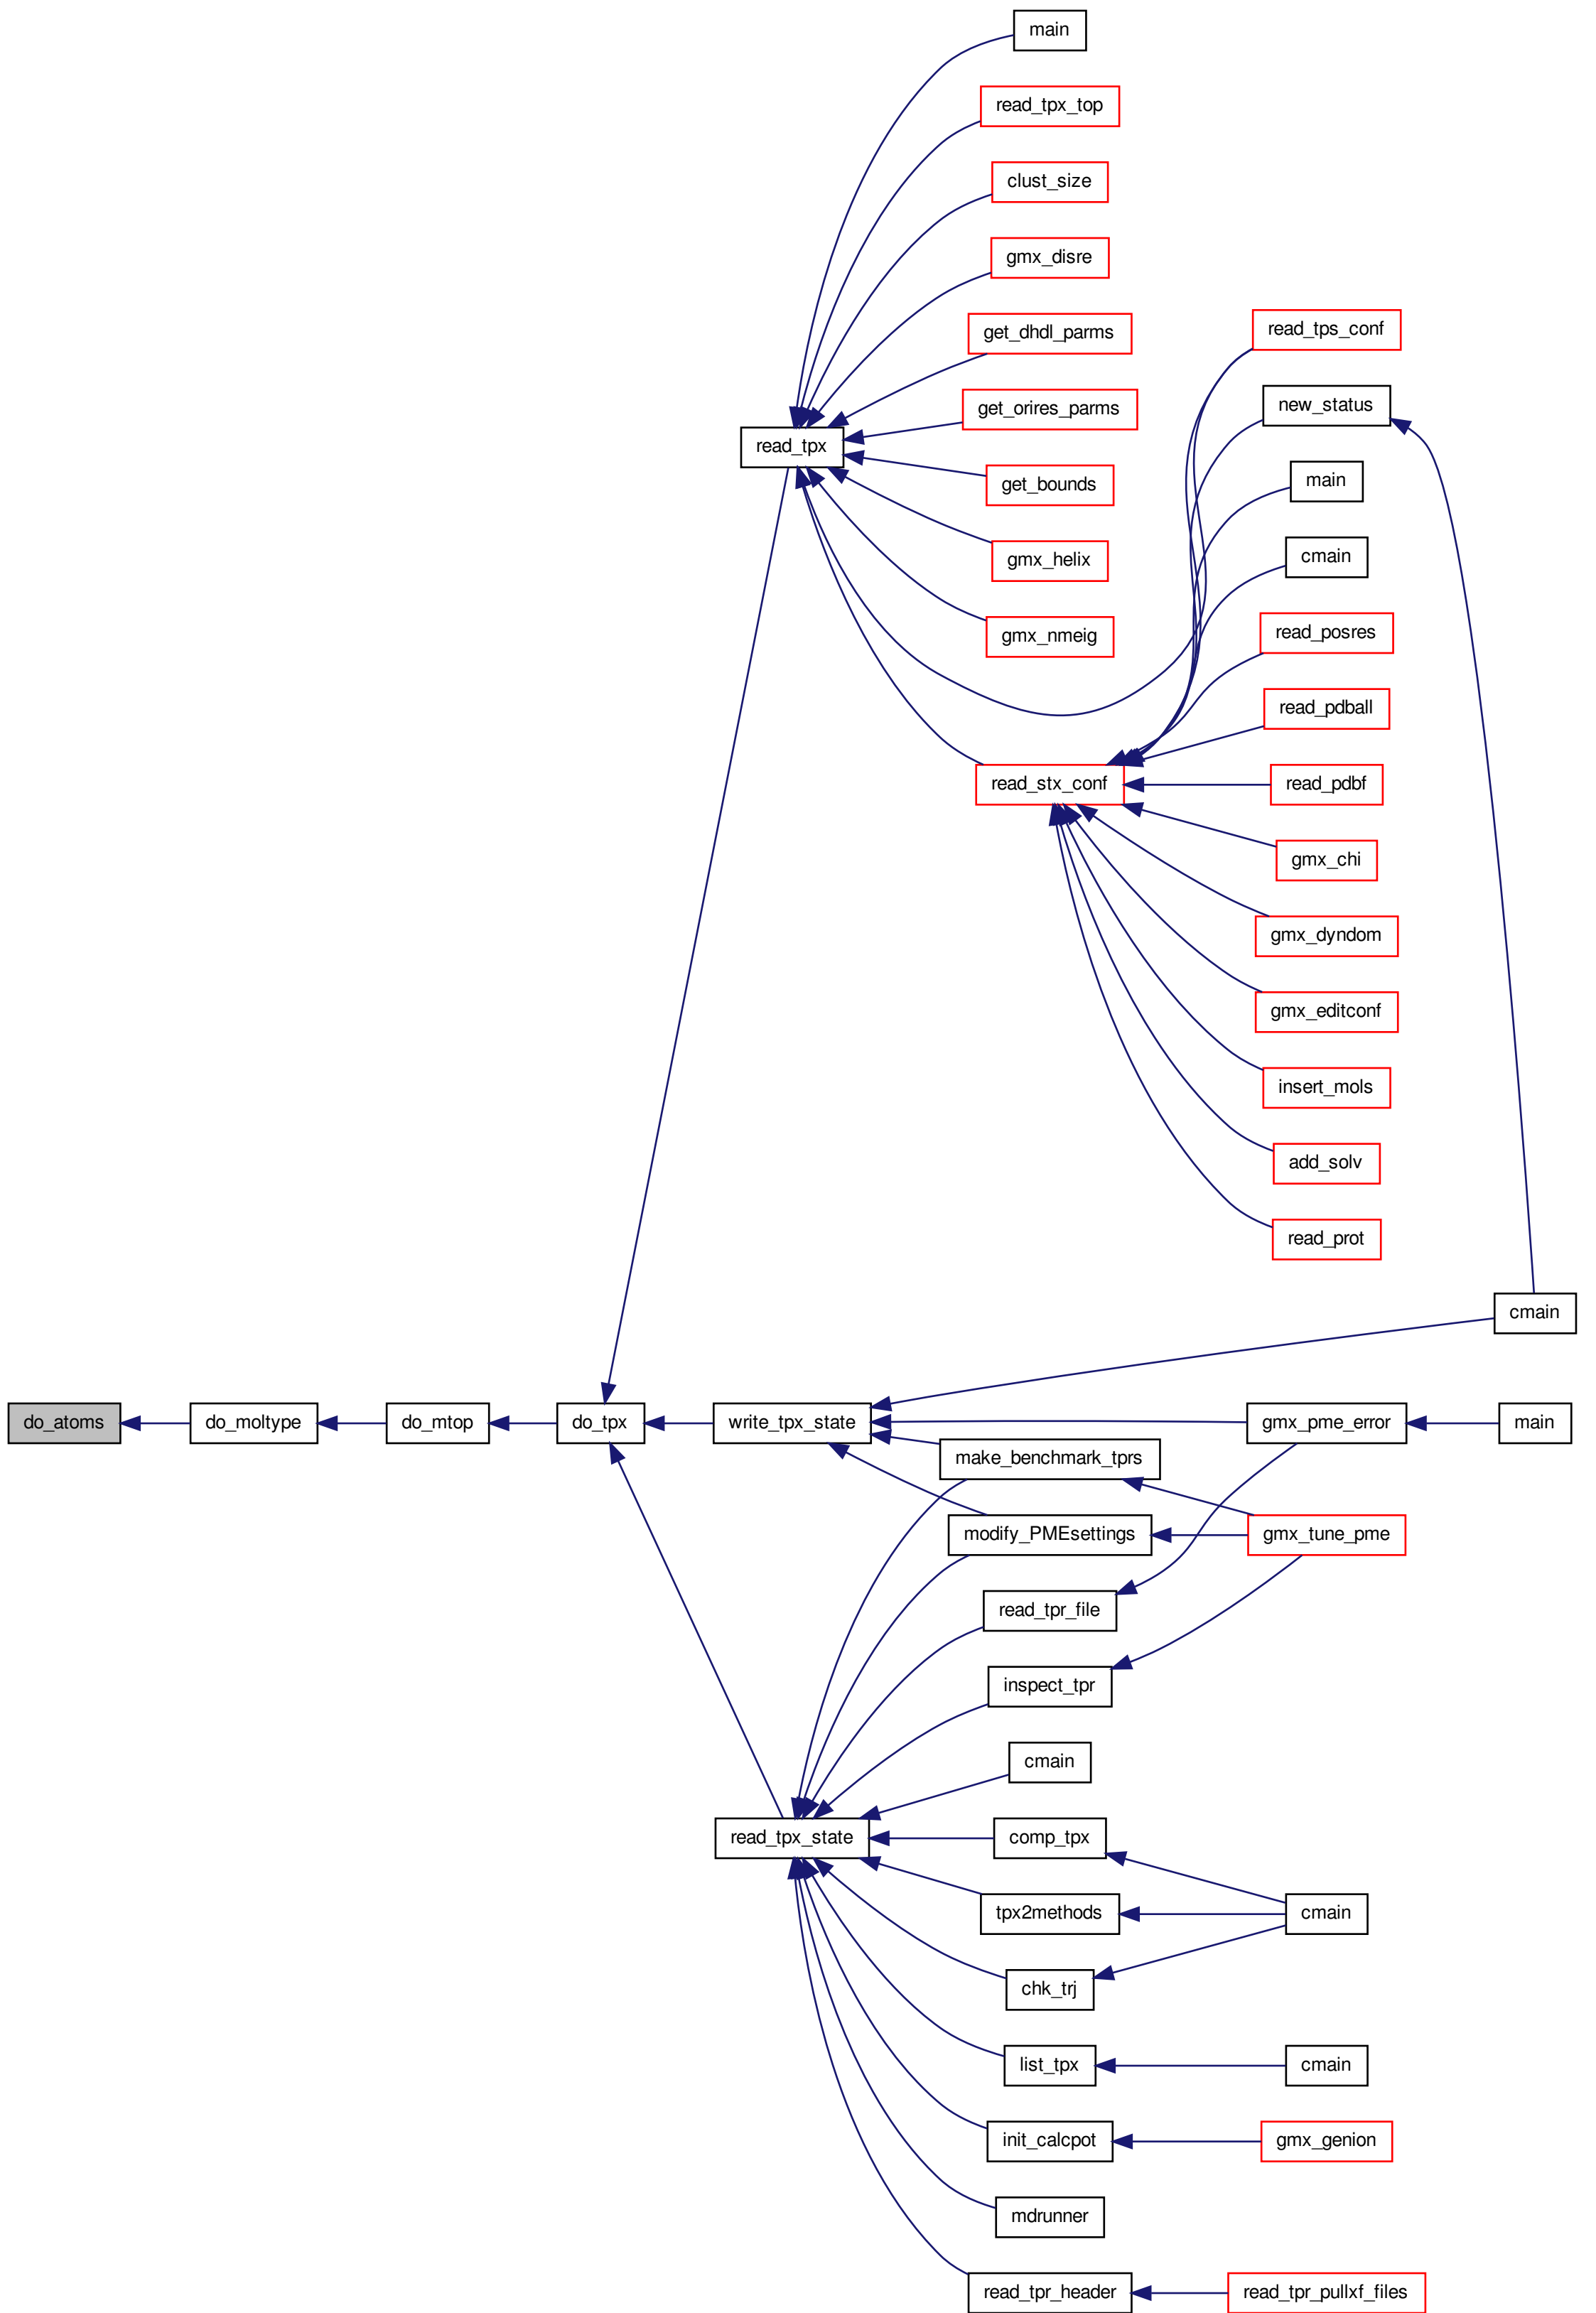 main
read_tpx_top
clust_size
gmx_disre
get_dhdl_parms
read_tps_conf
new_status
get_orires_parms
read_tpx
main
get_bounds
cmain
gmx_helix
read_posres
gmx_nmeig
read_pdball
read_stx_conf
read_pdbf
gmx_chi
gmx_dyndom
gmx_editconf
insert_mols
add_solv
read_prot
cmain
do_atoms
do_moltype
do_mtop
do_tpx
write_tpx_state
gmx_pme_error
main
make_benchmark_tprs
modify_PMEsettings
gmx_tune_pme
read_tpr_file
inspect_tpr
cmain
read_tpx_state
comp_tpx
tpx2methods
cmain
chk_trj
list_tpx
cmain
init_calcpot
gmx_genion
mdrunner
read_tpr_header
read_tpr_pullxf_files